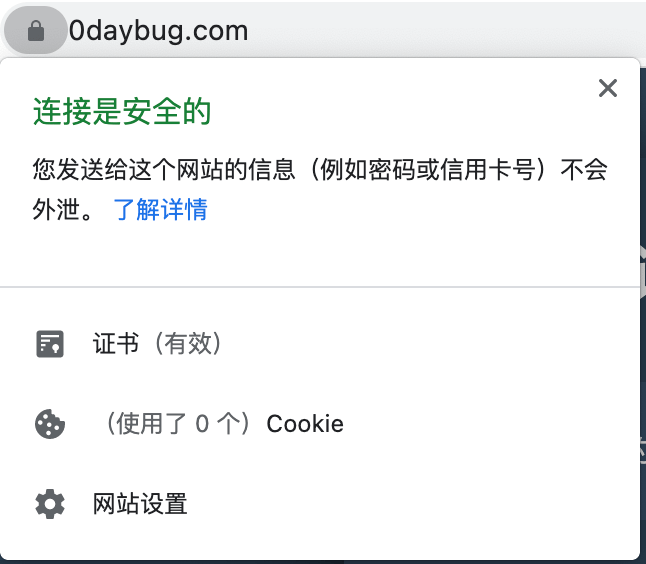 0daybug.com
连接是安全的
您发送给这个网站的信息（例如密码或信用卡号）不会
外泄。 了解详情
证书（有效）
（使用了 0 个）Cookie
网站设置